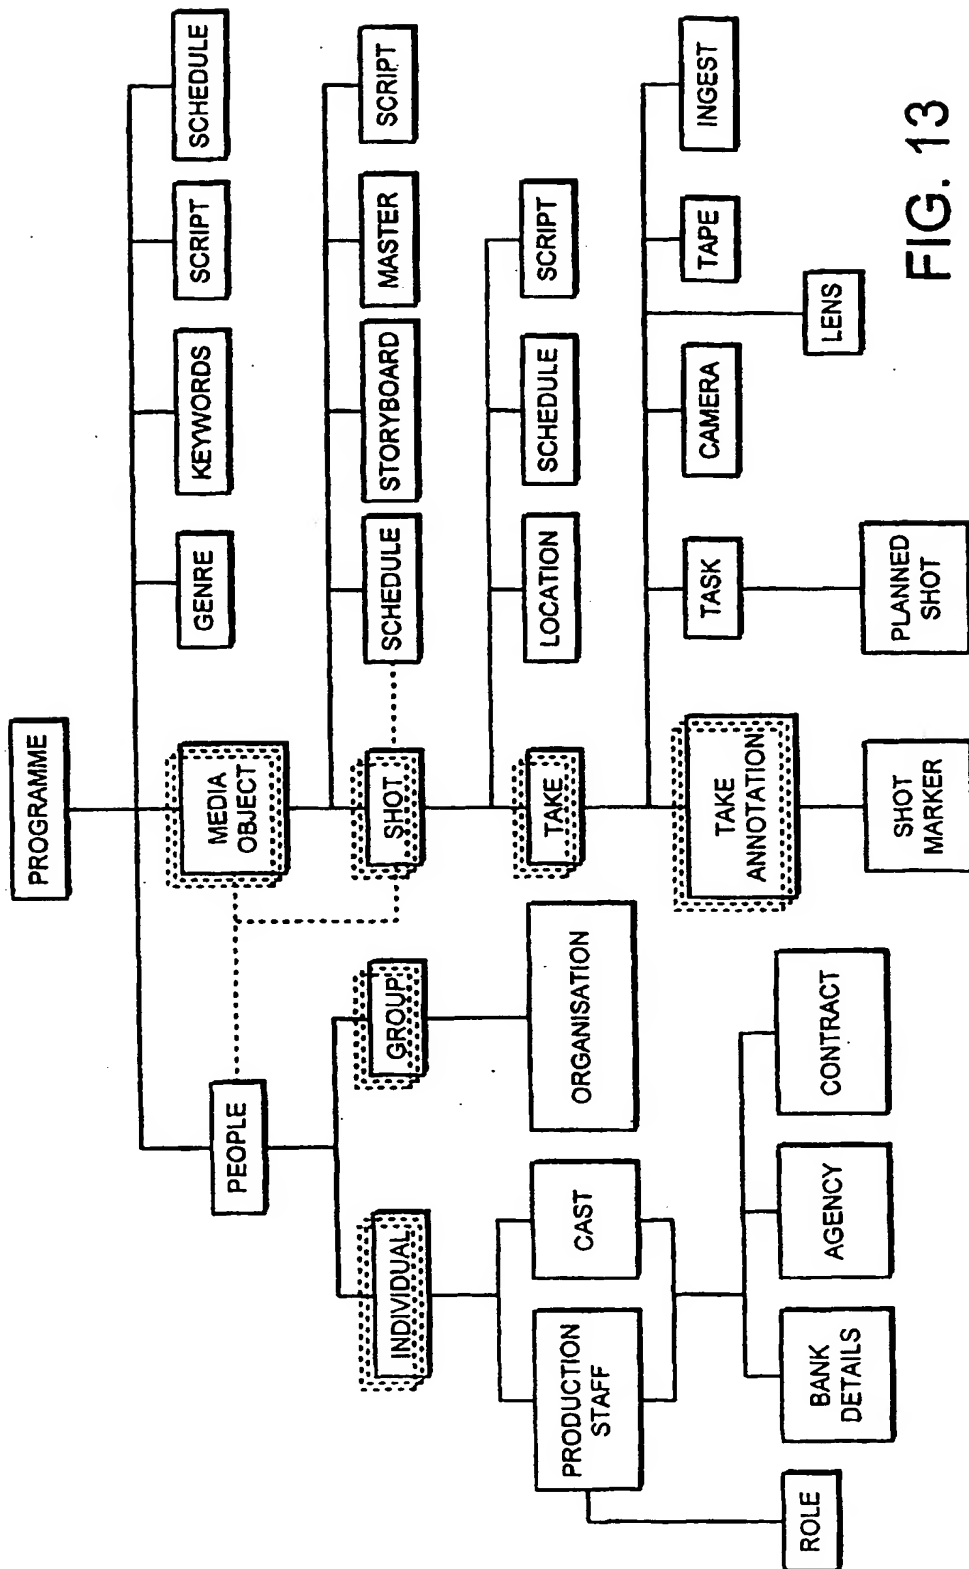 PROGRAMME
PEOPLE
MEDIA
OBJECT
GENRE
KEYWORDS
SCRIPT
SCHEDULE
INDIVIDUAL
GROUP
SHOT
SCHEDULE
STORYBOARD
MASTER
SCRIPT
PRODUCTION
STAFF
CAST
ORGANISATION
TAKE
LOCATION
SCHEDULE
SCRIPT
ROLE
BANK
DETAILS
AGENCY
CONTRACT
TAKE
ANNOTATION
TASK
CAMERA
LENS
TAPE
INGEST
SHOT
MARKER
PLANNED
SHOT
FIG. 13